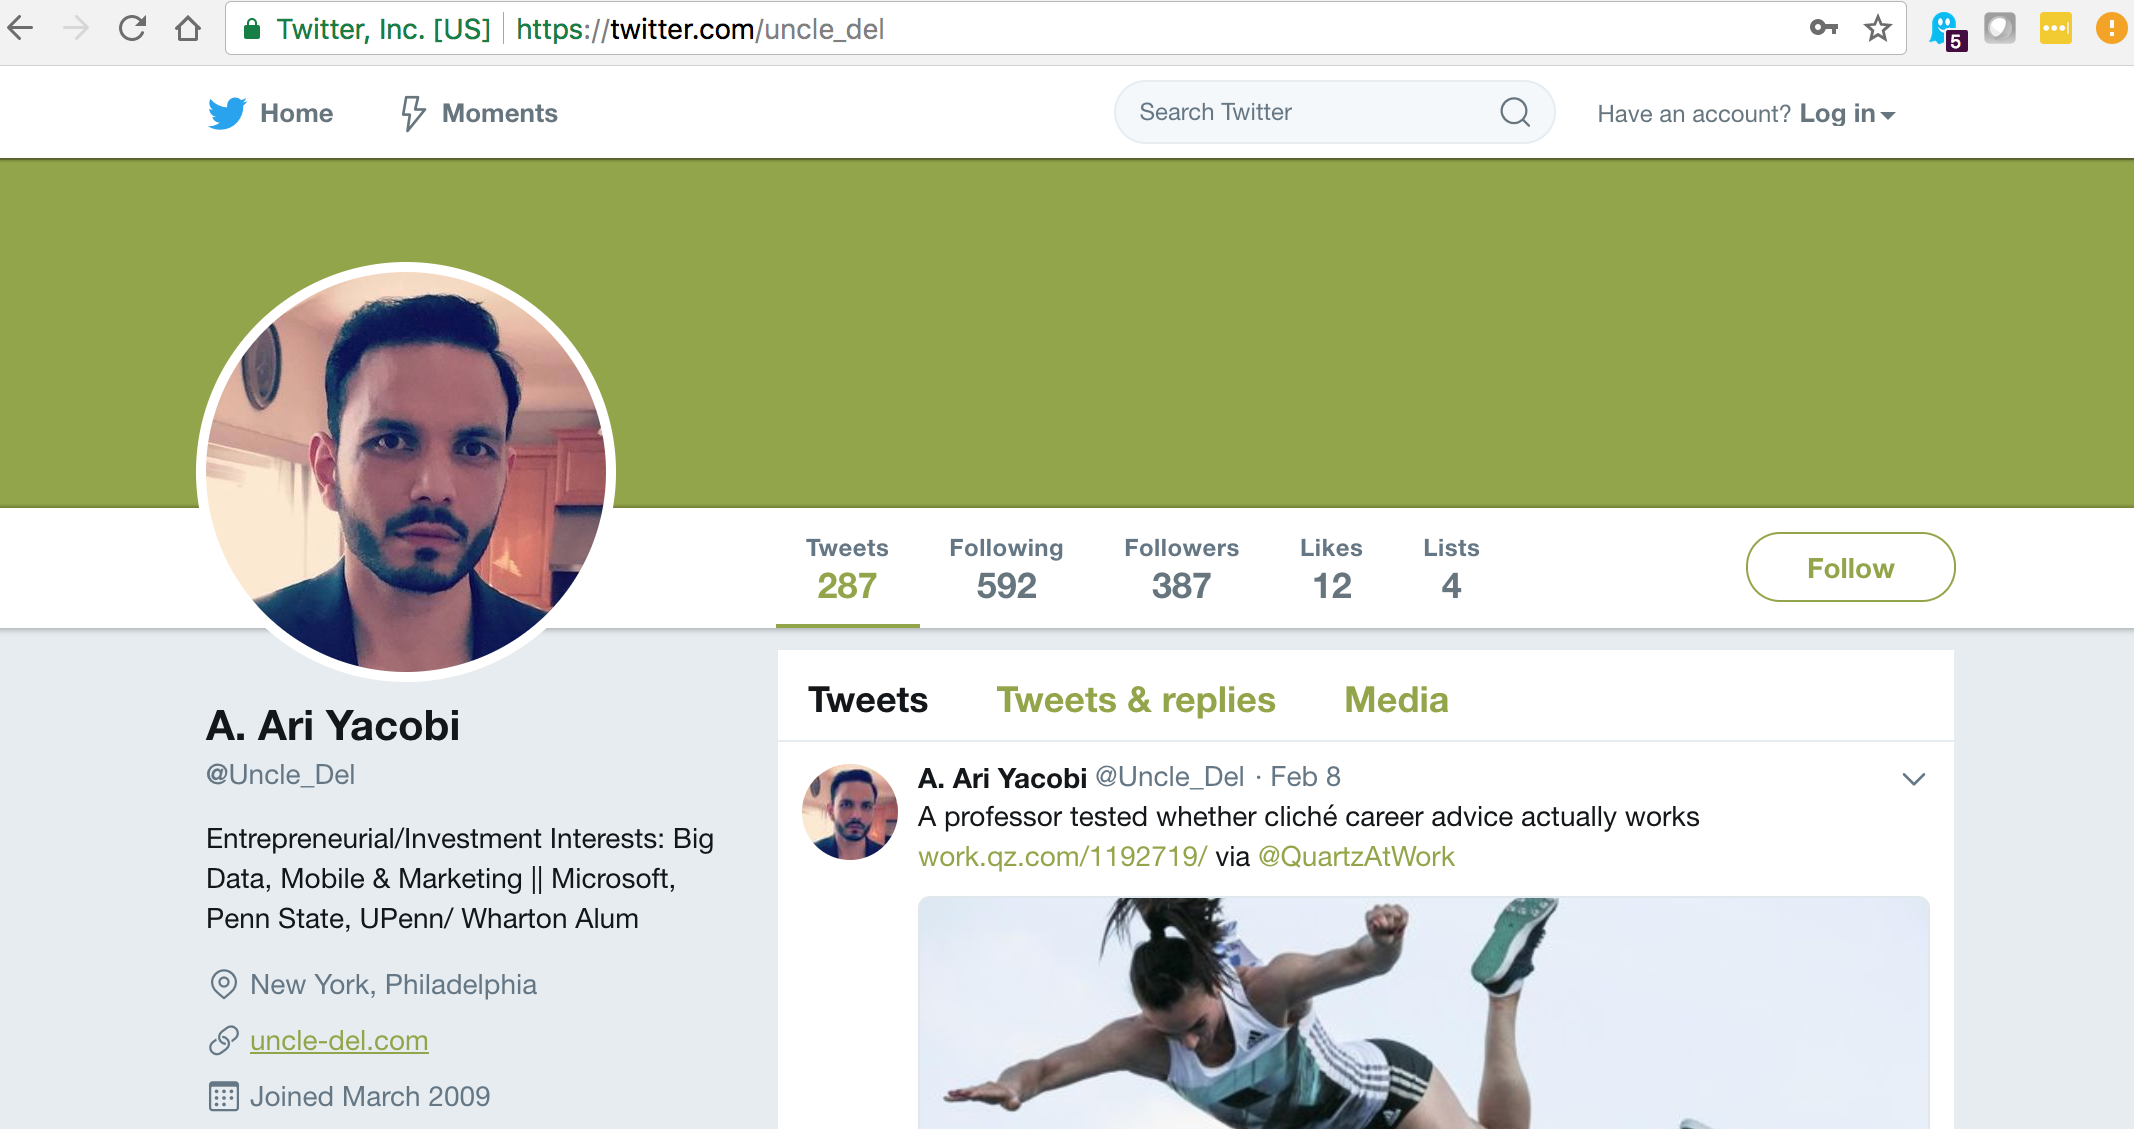 Twitter, Inc. [US] https://twitter.com/uncle_del
5
Home Moments Search Twitter Have an account? Log in
Tweets Following Followers Likes Lists
287 592 387 12 4
Follow
A. Ari Yacobi
@Uncle_Del
Entrepreneurial/Investment Interests: Big
Data, Mobile & Marketing || Microsoft,
Penn State, UPenn/ Wharton Alum
New York, Philadelphia
uncle-del.com
Joined March 2009
Tweets Tweets & replies Media
A. Ari Yacobi @Uncle_Del · Feb 8
A professor tested whether cliché career advice actually works
work.qz.com/1192719/ via @QuartzAtWork